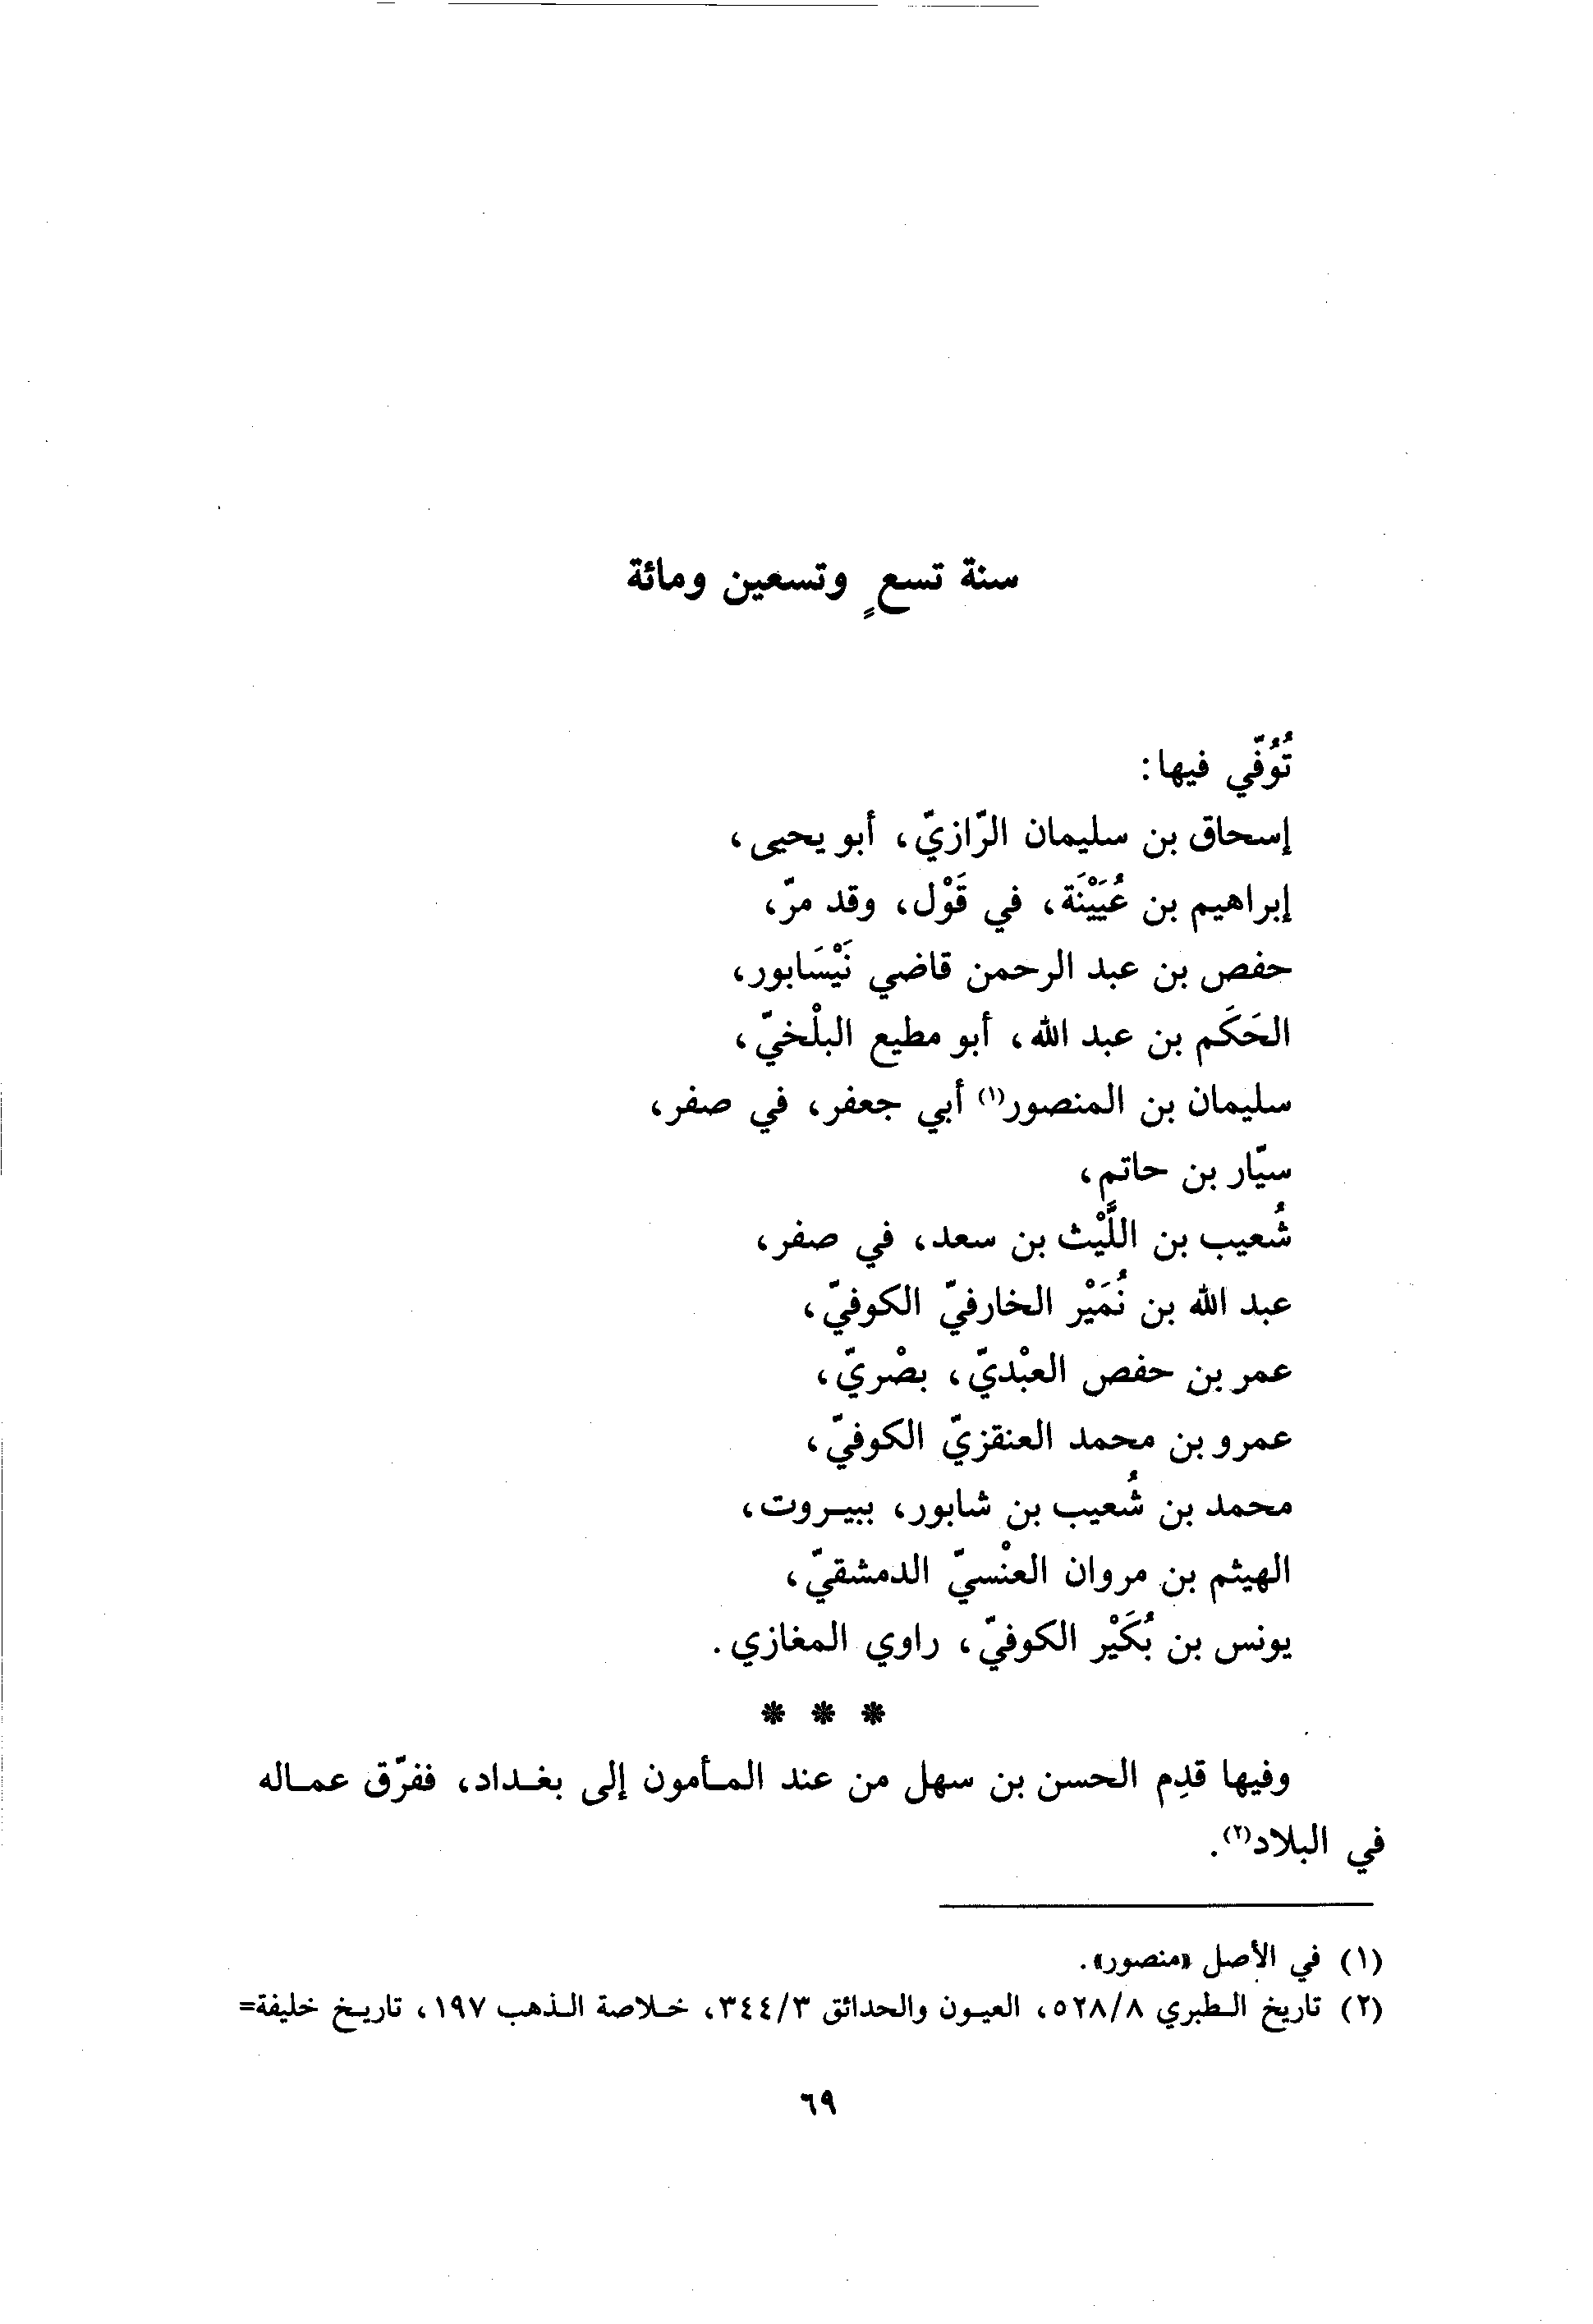 سنة تسعٍ وتسعين ومائة
تُوُفّي فيها:
إسحاق بن سليمان الرّازيّ، أبو يحيى،
إبراهيم بن عُيَيْنَة، في قَوْل، وقد مرّ،
حفص بن عبد الرحمن قاضي نَيْسَابور،
الحَكَم بن عبد الله، أبو مطيع البلْخيّ،
سليمان بن المنصور(١) أبي جعفر، في صفر،
سيّار بن حاتم،
شُعيب بن اللَّيْث بن سعد، في صفر،
عبد الله بن نُمَيْر الخارفيّ الكوفيّ،
عمر بن حفص العبْديّ، بصْريّ،
عمرو بن محمد العنقزيّ الكوفيّ،
محمد بن شُعيب بن شابور، ببيروت،
الهيثم بن مروان العنْسيّ الدمشقيّ،
يونس بن بُكَيْر الكوفيّ، راوي المغازي.
* * *
وفيها قدِم الحسن بن سهل من عند المأمون إلى بغداد، ففرّق عماله
في البلاد(٢).
(١) في الأصل «منصور».
(٢) تاريخ الطبري ٥٢٨/٨، العيون والحدائق ٣٤٤/٣، خلاصة الذهب ١٩٧، تاريخ خليفة=
٦٩